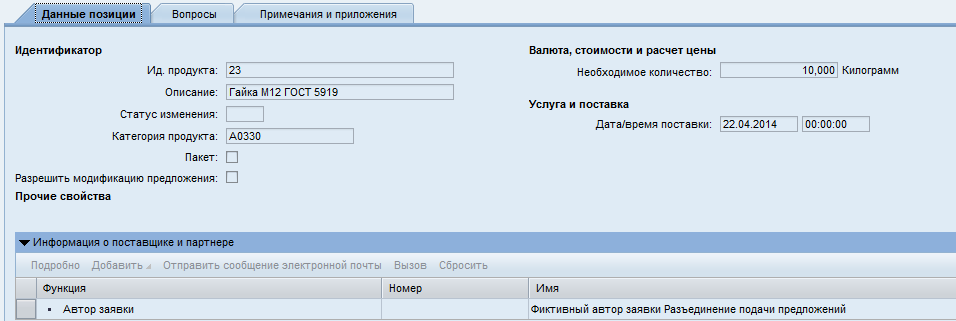 Данные позиции Вопросы Примечания и приложения
Идентификатор
Ид. продукта: 23
Описание: Гайка М12 ГОСТ 5919
Статус изменения:
Категория продукта: A0330
Пакет:
Разрешить модификацию предложения:
Прочие свойства
Валюта, стоимости и расчет цены
Необходимое количество: 10,000 Килограмм
Услуга и поставка
Дата/время поставки: 22.04.2014 00:00:00
Информация о поставщике и партнере
Подробно Добавить Отправить сообщение электронной почты Вызов Сбросить
Функция Номер Имя
• Автор заявки Фиктивный автор заявки Разъединение подачи предложений